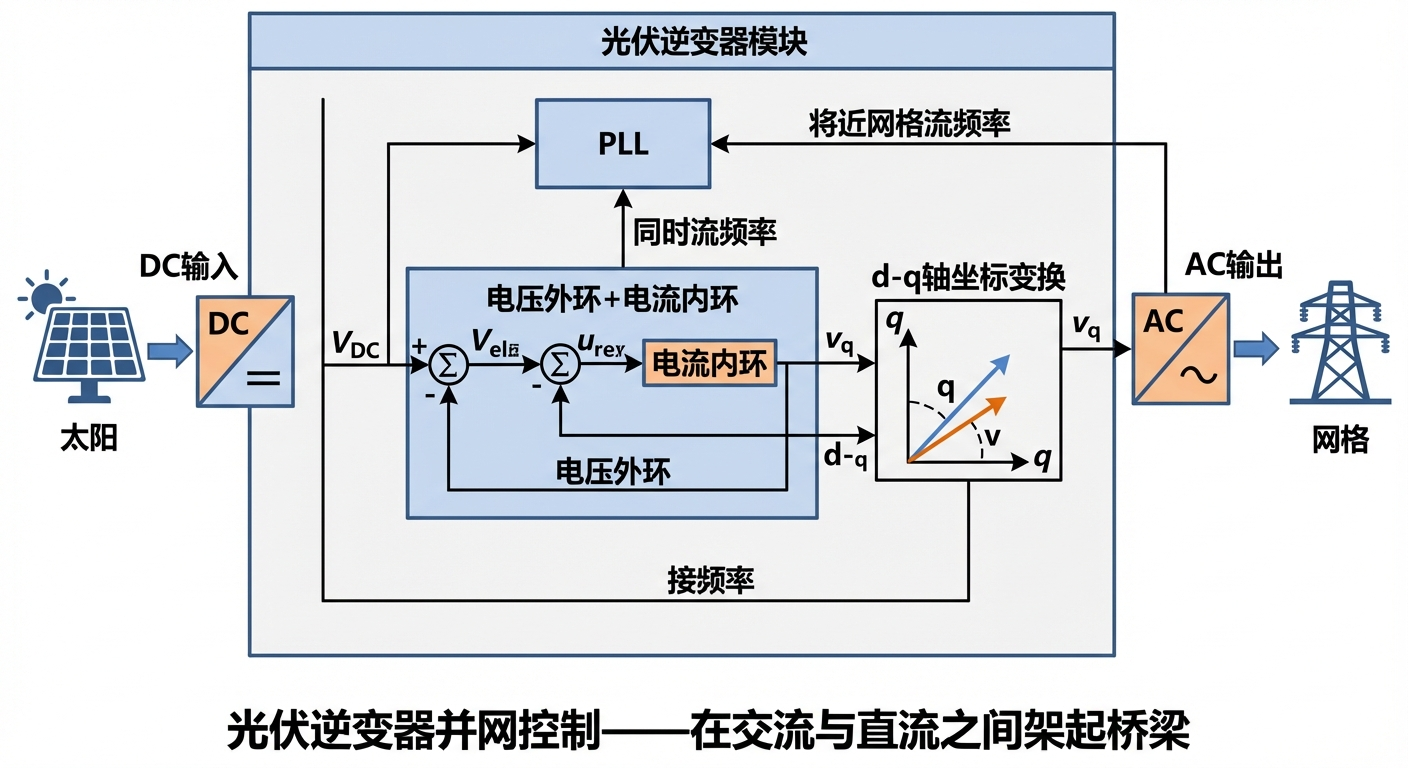 光伏逆变器模块
PLL
将近网格流频率
同时流频率
DC输入
DC
太阳
V_DC
电压外环+电流内环
+
Σ
-
Σ
-
电流内环
电压外环
v_q
d-q
d-q轴坐标变换
q
q
v
q
v_q
AC输出
AC
网格
接频率
光伏逆变器并网控制——在交流与直流之间架起桥梁